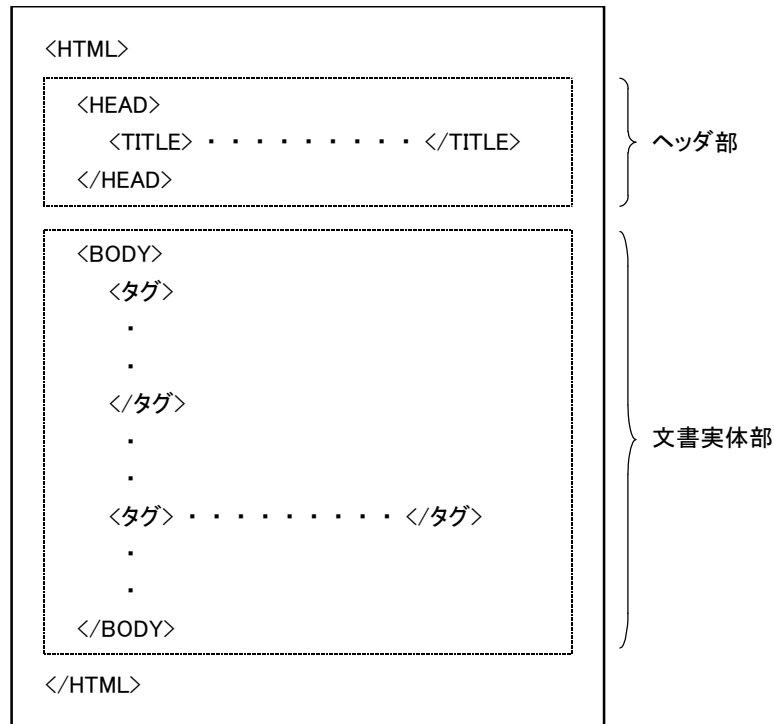 <HTML>
<HEAD>
<TITLE> ・ ・ ・ ・ ・ ・ ・ ・ ・ </TITLE>
ヘッダ部
</HEAD>
<BODY>
<タグ>
・
・
</タグ>
・
文書実体部
・
<タグ> ・ ・ ・ ・ ・ ・ ・ ・ ・ </タグ>
・
・
</BODY>
</HTML>